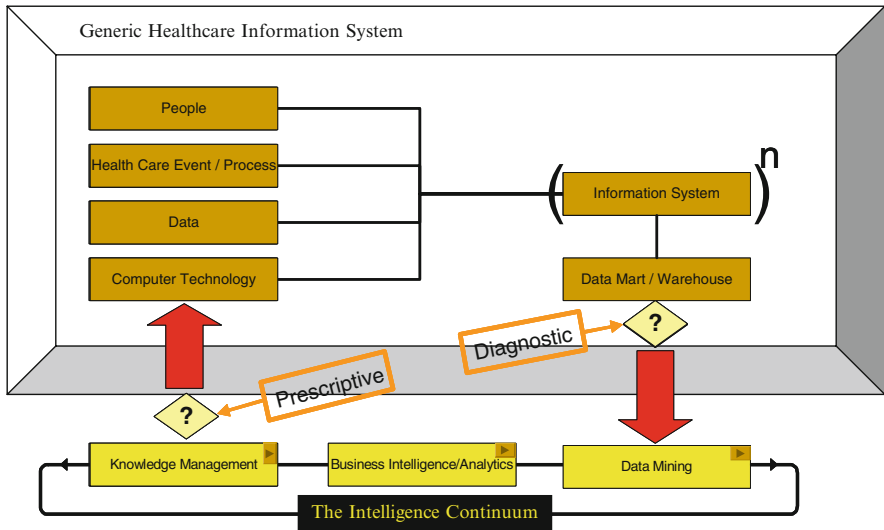 Generic Healthcare Information System
People
Health Care Event / Process
Data
Computer Technology
( Information System )n
Data Mart / Warehouse
?
Diagnostic
Prescriptive
?
Knowledge Management
Business Intelligence/Analytics
Data Mining
The Intelligence Continuum